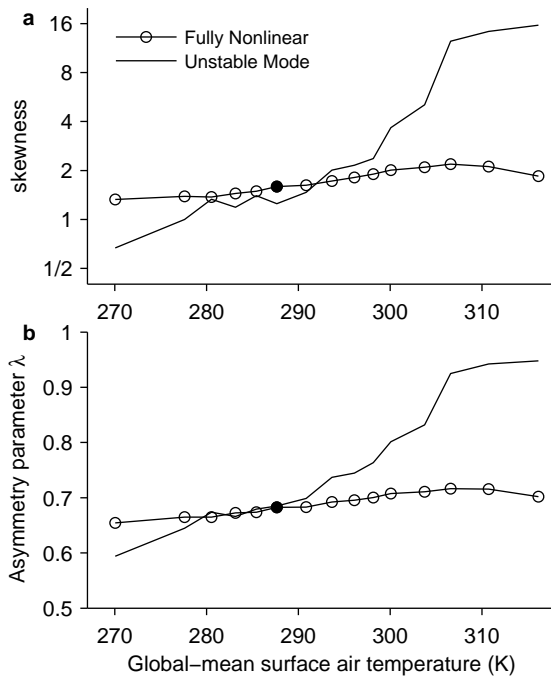 a
16
8
4
2
1
1/2
skewness
Fully Nonlinear
Unstable Mode
270 280 290 300 310
b
1
0.9
0.8
0.7
0.6
0.5
Asymmetry parameter λ
270 280 290 300 310
Global−mean surface air temperature (K)